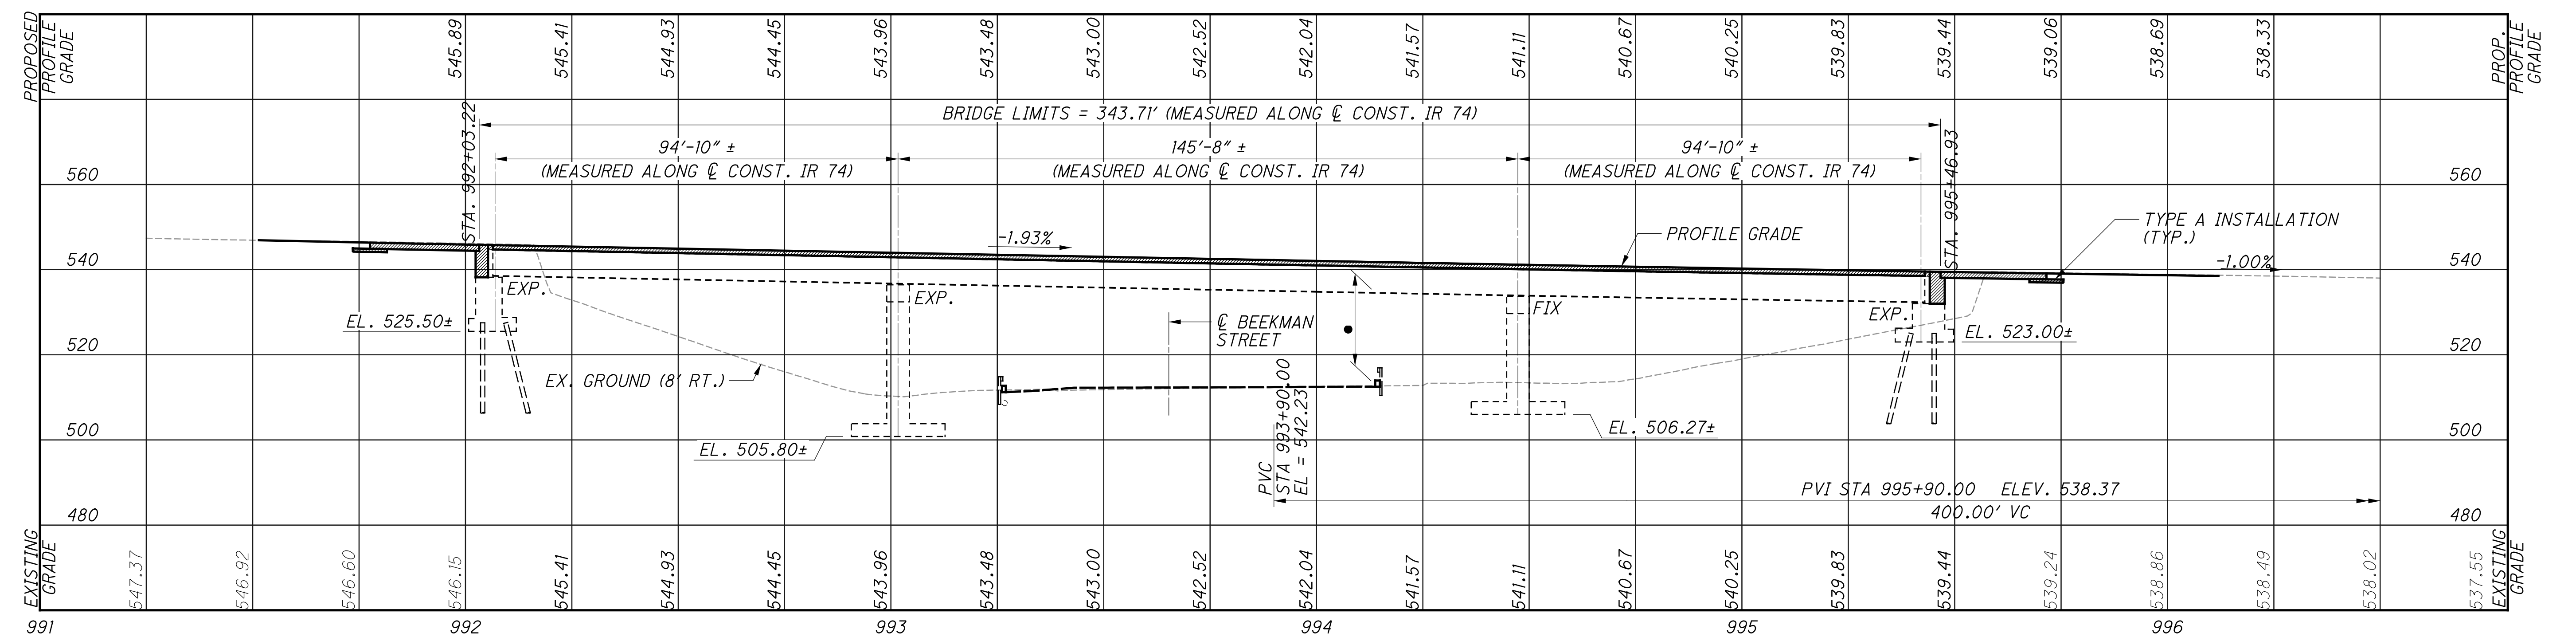 PROPOSED
PROFILE
GRADE
545.89
545.41
544.93
544.45
543.96
543.48
543.00
542.52
542.04
541.57
541.11
540.67
540.25
539.83
539.44
539.06
538.69
538.33
PROP.
PROFILE
GRADE
BRIDGE LIMITS = 343.71' (MEASURED ALONG ℄ CONST. IR 74)
STA. 992+03.22
STA. 995+46.93
94'-10" ±
(MEASURED ALONG ℄ CONST. IR 74)
145'-8" ±
(MEASURED ALONG ℄ CONST. IR 74)
94'-10" ±
(MEASURED ALONG ℄ CONST. IR 74)
560
560
TYPE A INSTALLATION
(TYP.)
-1.93%
PROFILE GRADE
540
-1.00%
540
EXP.
EXP.
FIX
EXP.
EL. 525.50±
℄ BEEKMAN
STREET
EL. 523.00±
520
520
EX. GROUND (8' RT.)
PVC
STA 993+90.00
EL = 542.23
500
EL. 505.80±
EL. 506.27±
500
PVI STA 995+90.00 ELEV. 538.37
400.00' VC
480
480
EXISTING
GRADE
547.37
546.92
546.60
546.15
545.41
544.93
544.45
543.96
543.48
543.00
542.52
542.04
541.57
541.11
540.67
540.25
539.83
539.44
539.24
538.86
538.49
538.02
537.55
EXISTING
GRADE
991
992
993
994
995
996